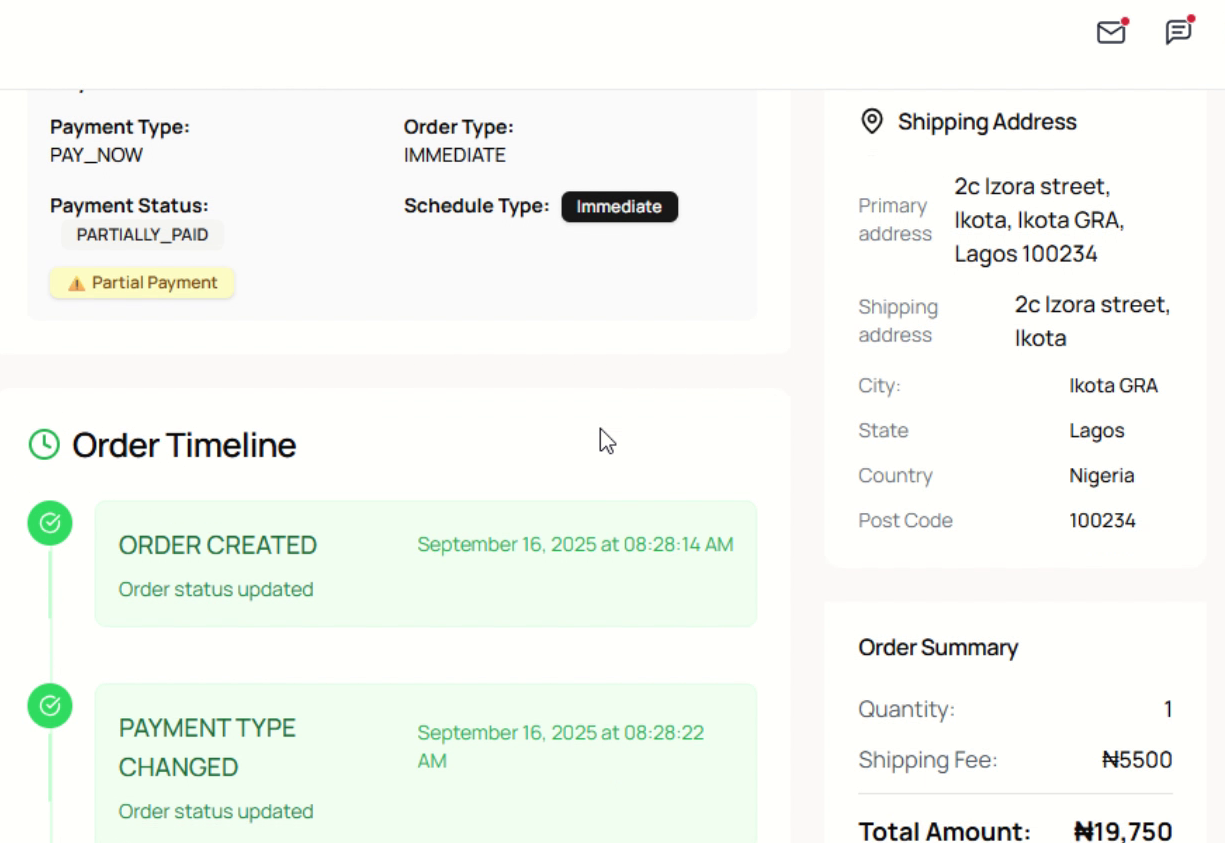 Payment Type:
PAY_NOW
Order Type:
IMMEDIATE
Payment Status:
PARTIALLY_PAID
Partial Payment
Schedule Type: Immediate
Order Timeline
ORDER CREATED
September 16, 2025 at 08:28:14 AM
Order status updated
PAYMENT TYPE
CHANGED
September 16, 2025 at 08:28:22
AM
Order status updated
Shipping Address
Primary
address
2c Izora street,
Ikota, Ikota GRA,
Lagos 100234
Shipping
address
2c Izora street,
Ikota
City: Ikota GRA
State Lagos
Country Nigeria
Post Code 100234
Order Summary
Quantity: 1
Shipping Fee: ₦5500
Total Amount: ₦19,750